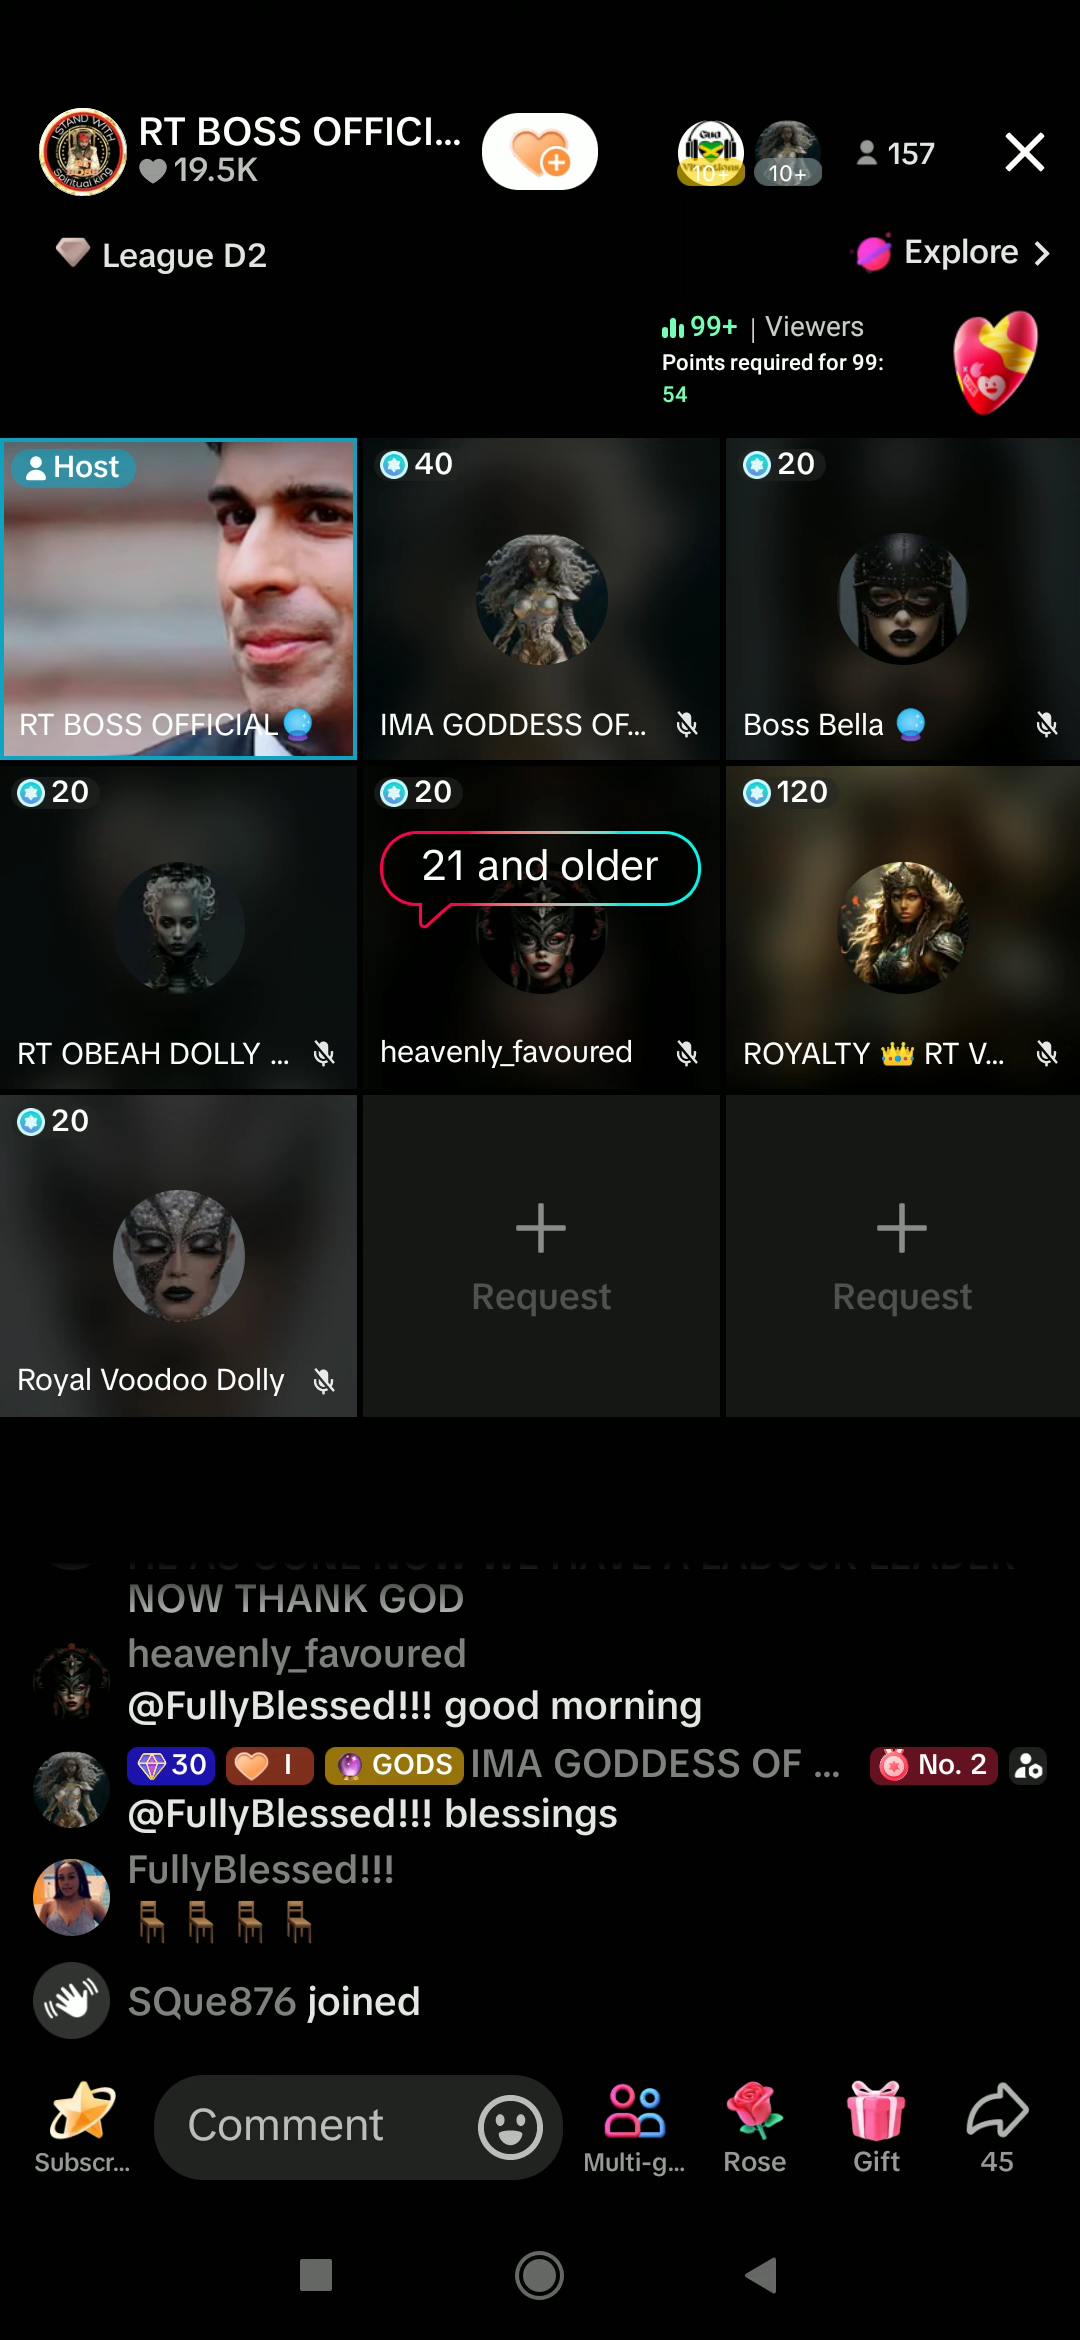 RT BOSS OFFICI...
19.5K
10+
10+
157
League D2
Explore
99+ | Viewers
Points required for 99:
54
Host
RT BOSS OFFICIAL
40
IMA GODDESS OF...
20
Boss Bella
20
RT OBEAH DOLLY ...
20
21 and older
heavenly_favoured
120
ROYALTY 👑 RT V...
20
Royal Voodoo Dolly
Request
Request
NOW THANK GOD
heavenly_favoured
@FullyBlessed!!! good morning
30 I GODS IMA GODDESS OF ... No. 2
@FullyBlessed!!! blessings
FullyBlessed!!!
🪑🪑🪑🪑
SQue876 joined
Subscr...
Comment
Multi-g...
Rose
Gift
45